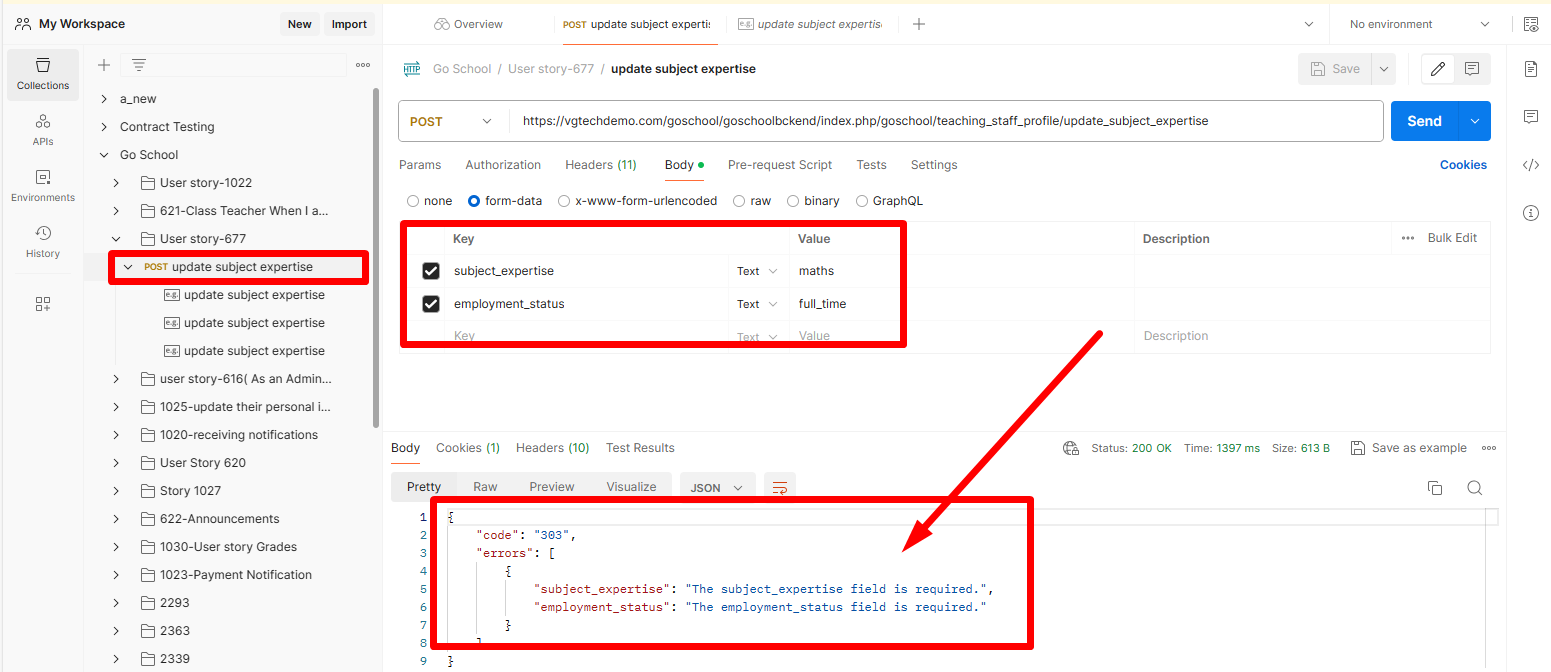 My Workspace New Import
Overview POST update subject experti: e.g. update subject expertis No environment
Collections
APIs
Environments
History
a_new
Contract Testing
Go School
User story-1022
621-Class Teacher When I a...
User story-677
POST update subject expertise
e.g. update subject expertise
e.g. update subject expertise
e.g. update subject expertise
user story-616( As an Admin...
1025-update their personal i...
1020-receiving notifications
User Story 620
Story 1027
622-Announcements
1030-User story Grades
1023-Payment Notification
2293
2363
2339
HTTP Go School / User story-677 / update subject expertise Save
POST https://vgtechdemo.com/goschool/goschoolbckend/index.php/goschool/teaching_staff_profile/update_subject_expertise Send
Params Authorization Headers (11) Body Pre-request Script Tests Settings Cookies
none form-data x-www-form-urlencoded raw binary GraphQL
Key Value Description Bulk Edit
subject_expertise Text maths
employment_status Text full_time
Key Text Value Description
Body Cookies (1) Headers (10) Test Results Status: 200 OK Time: 1397 ms Size: 613 B Save as example
Pretty Raw Preview Visualize JSON
1 {
2 "code": "303",
3 "errors": [
4 {
5 "subject_expertise": "The subject_expertise field is required.",
6 "employment_status": "The employment_status field is required."
7 }
8 ]
9 }